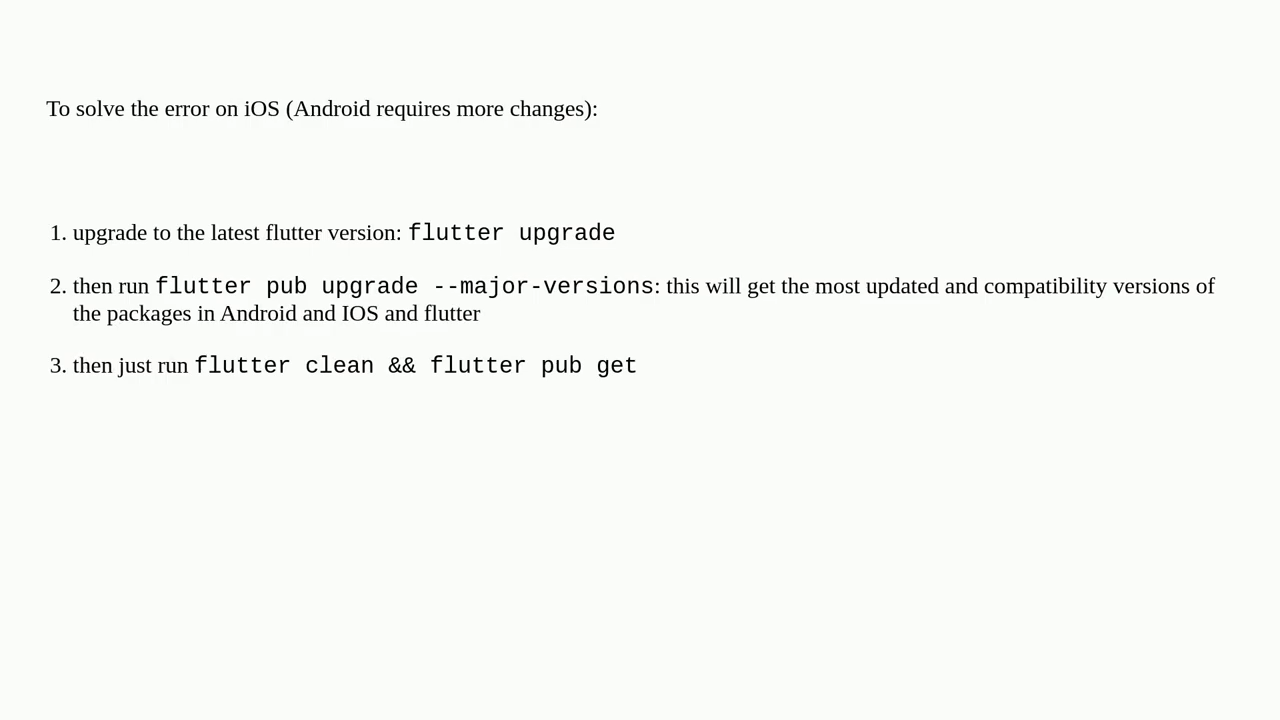 To solve the error on iOS (Android requires more changes):
1. upgrade to the latest flutter version: flutter upgrade
2. then run flutter pub upgrade --major-versions: this will get the most updated and compatibility versions of
the packages in Android and IOS and flutter
3. then just run flutter clean && flutter pub get